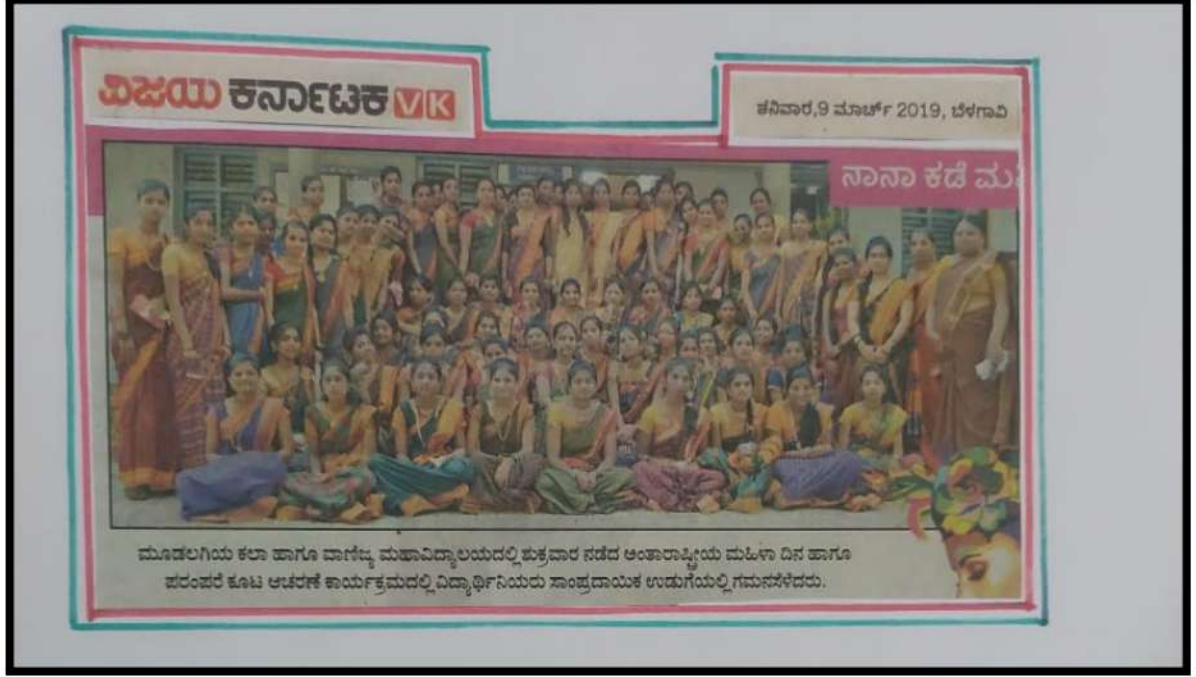 ವಿಜಯ ಕರ್ನಾಟಕ VK
ಶನಿವಾರ,9 ಮಾರ್ಚ್ 2019, ಬೆಳಗಾವಿ
ನಾನಾ ಕಡೆ
ಮೂಡಲಗಿಯ ಕಲಾ ಹಾಗೂ ವಾಣಿಜ್ಯ ಮಹಾವಿದ್ಯಾಲಯದಲ್ಲಿ ಶುಕ್ರವಾರ ನಡೆದ ಅಂತಾರಾಷ್ಟ್ರೀಯ ಮಹಿಳಾ ದಿನ ಹಾಗೂ
ಪರಂಪರೆ ಕೂಟ ಆಚರಣೆ ಕಾರ್ಯಕ್ರಮದಲ್ಲಿ ವಿದ್ಯಾರ್ಥಿನಿಯರು ಸಾಂಪ್ರದಾಯಿಕ ಉಡುಗೆಯಲ್ಲಿ ಗಮನಸೆಳೆದರು.